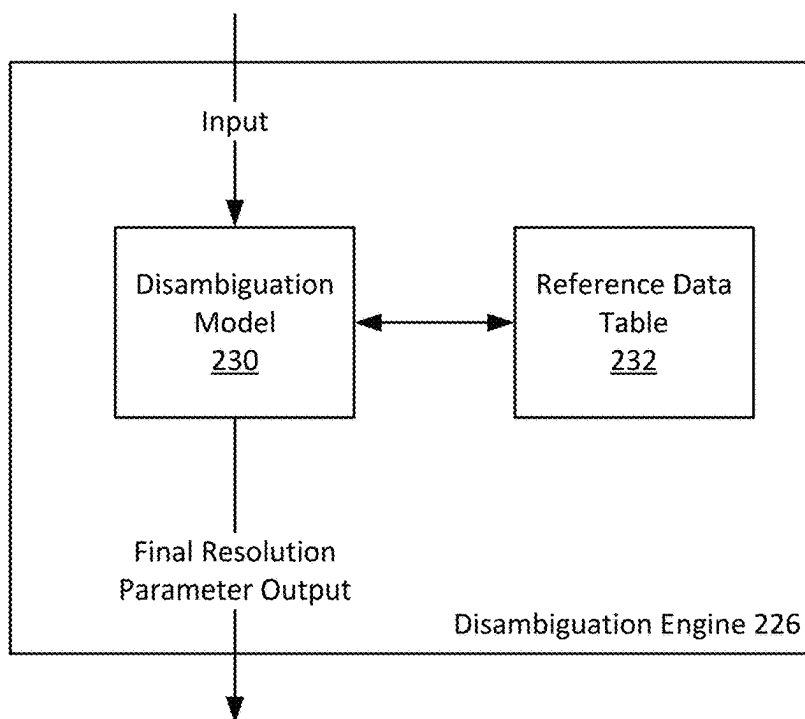 Input
Disambiguation
Model
230
Reference Data
Table
232
Final Resolution
Parameter Output
Disambiguation Engine 226